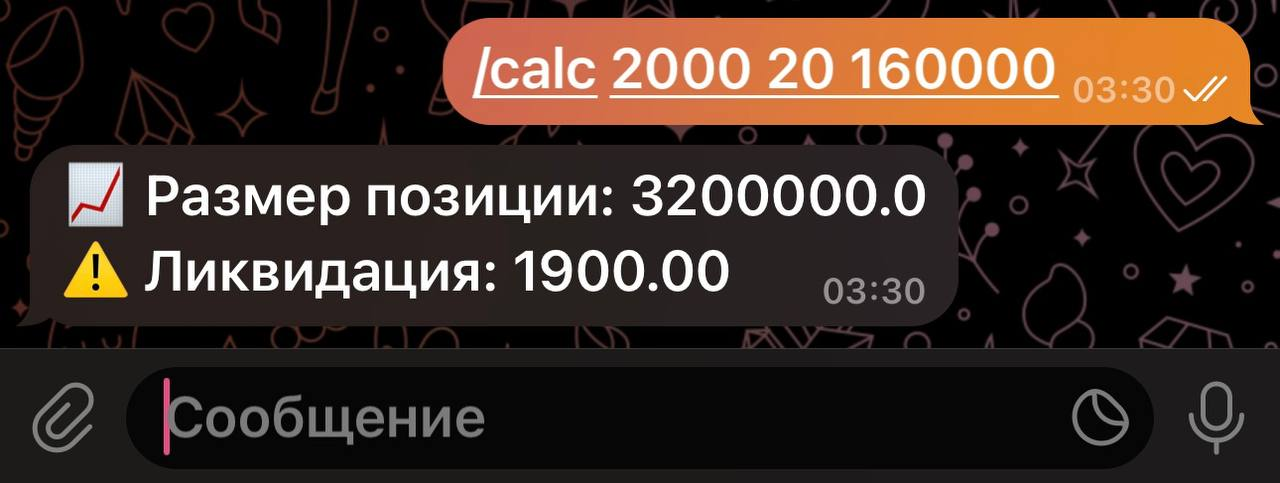 /calc 2000 20 160000 03:30
📈 Размер позиции: 3200000.0
⚠️ Ликвидация: 1900.00 03:30
Сообщение